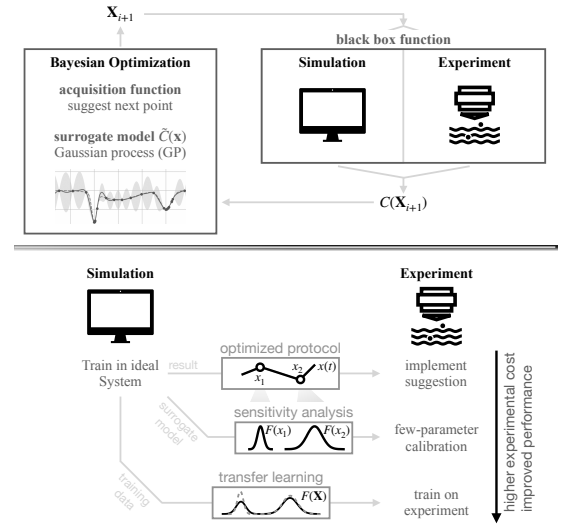 X_{i+1}
black box function
Bayesian Optimization
acquisition function
suggest next point
surrogate model C̃(x)
Gaussian process (GP)
Simulation
Experiment
C(X_{i+1})
Simulation
Experiment
Train in ideal
System
result
optimized protocol
x_1
x_2
x(t)
implement
suggestion
surrogate
model
sensitivity analysis
F(x_1)
F(x_2)
few-parameter
calibration
training
data
transfer learning
F(X)
train on
experiment
higher experimental cost
improved performance